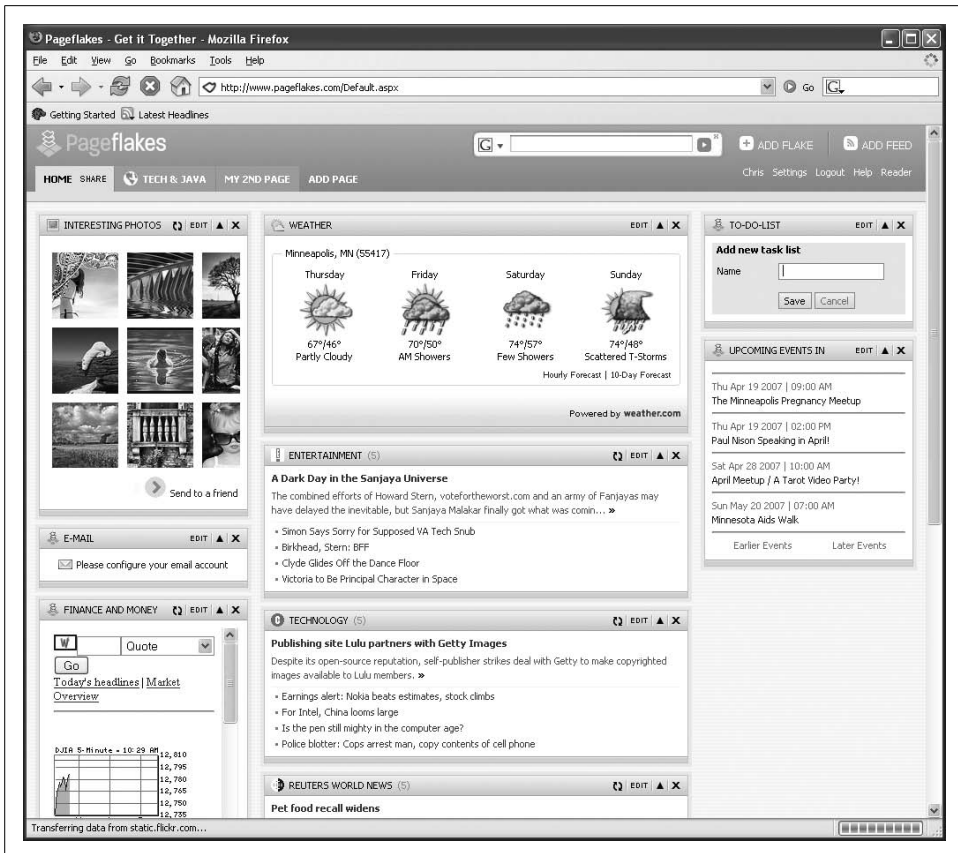 Pageflakes - Get it Together - Mozilla Firefox
File Edit View Go Bookmarks Tools Help
http://www.pageflakes.com/Default.aspx
Go
G
Getting Started Latest Headlines
Pageflakes
G
ADD FLAKE
ADD FEED
Chris Settings Logout Help Reader
HOME SHARE TECH & JAVA MY 2ND PAGE ADD PAGE
INTERESTING PHOTOS EDIT
Send to a friend
E-MAIL EDIT
Please configure your email account
FINANCE AND MONEY EDIT
W Quote
Go
Today's headlines | Market
Overview
DJIA 5-Minute - 10:29 AM
12,810
12,795
12,780
12,765
12,750
12,735
WEATHER EDIT
Minneapolis, MN (55417)
Thursday Friday Saturday Sunday
67°/46° 70°/50° 74°/57° 74°/48°
Partly Cloudy AM Showers Few Showers Scattered T-Storms
Hourly Forecast | 10-Day Forecast
Powered by weather.com
ENTERTAINMENT (5) EDIT
A Dark Day in the Sanjaya Universe
The combined efforts of Howard Stern, votefortheworst.com and an army of Fanjayas may
have delayed the inevitable, but Sanjaya Malakar finally got what was comin... »
Simon Says Sorry for Supposed VA Tech Snub
Birkhead, Stern: BFF
Clyde Glides Off the Dance Floor
Victoria to Be Principal Character in Space
TECHNOLOGY (5) EDIT
Publishing site Lulu partners with Getty Images
Despite its open-source reputation, self-publisher strikes deal with Getty to make copyrighted
images available to Lulu members. »
Earnings alert: Nokia beats estimates, stock climbs
For Intel, China looms large
Is the pen still mighty in the computer age?
Police blotter: Cops arrest man, copy contents of cell phone
REUTERS WORLD NEWS (5) EDIT
Pet food recall widens
TO-DO-LIST EDIT
Add new task list
Name
Save Cancel
UPCOMING EVENTS IN EDIT
Thu Apr 19 2007 | 09:00 AM
The Minneapolis Pregnancy Meetup
Thu Apr 19 2007 | 02:00 PM
Paul Nison Speaking in April!
Sat Apr 28 2007 | 10:00 AM
April Meetup / A Tarot Video Party!
Sun May 20 2007 | 07:00 AM
Minnesota Aids Walk
Earlier Events Later Events
Transferring data from static.flickr.com...